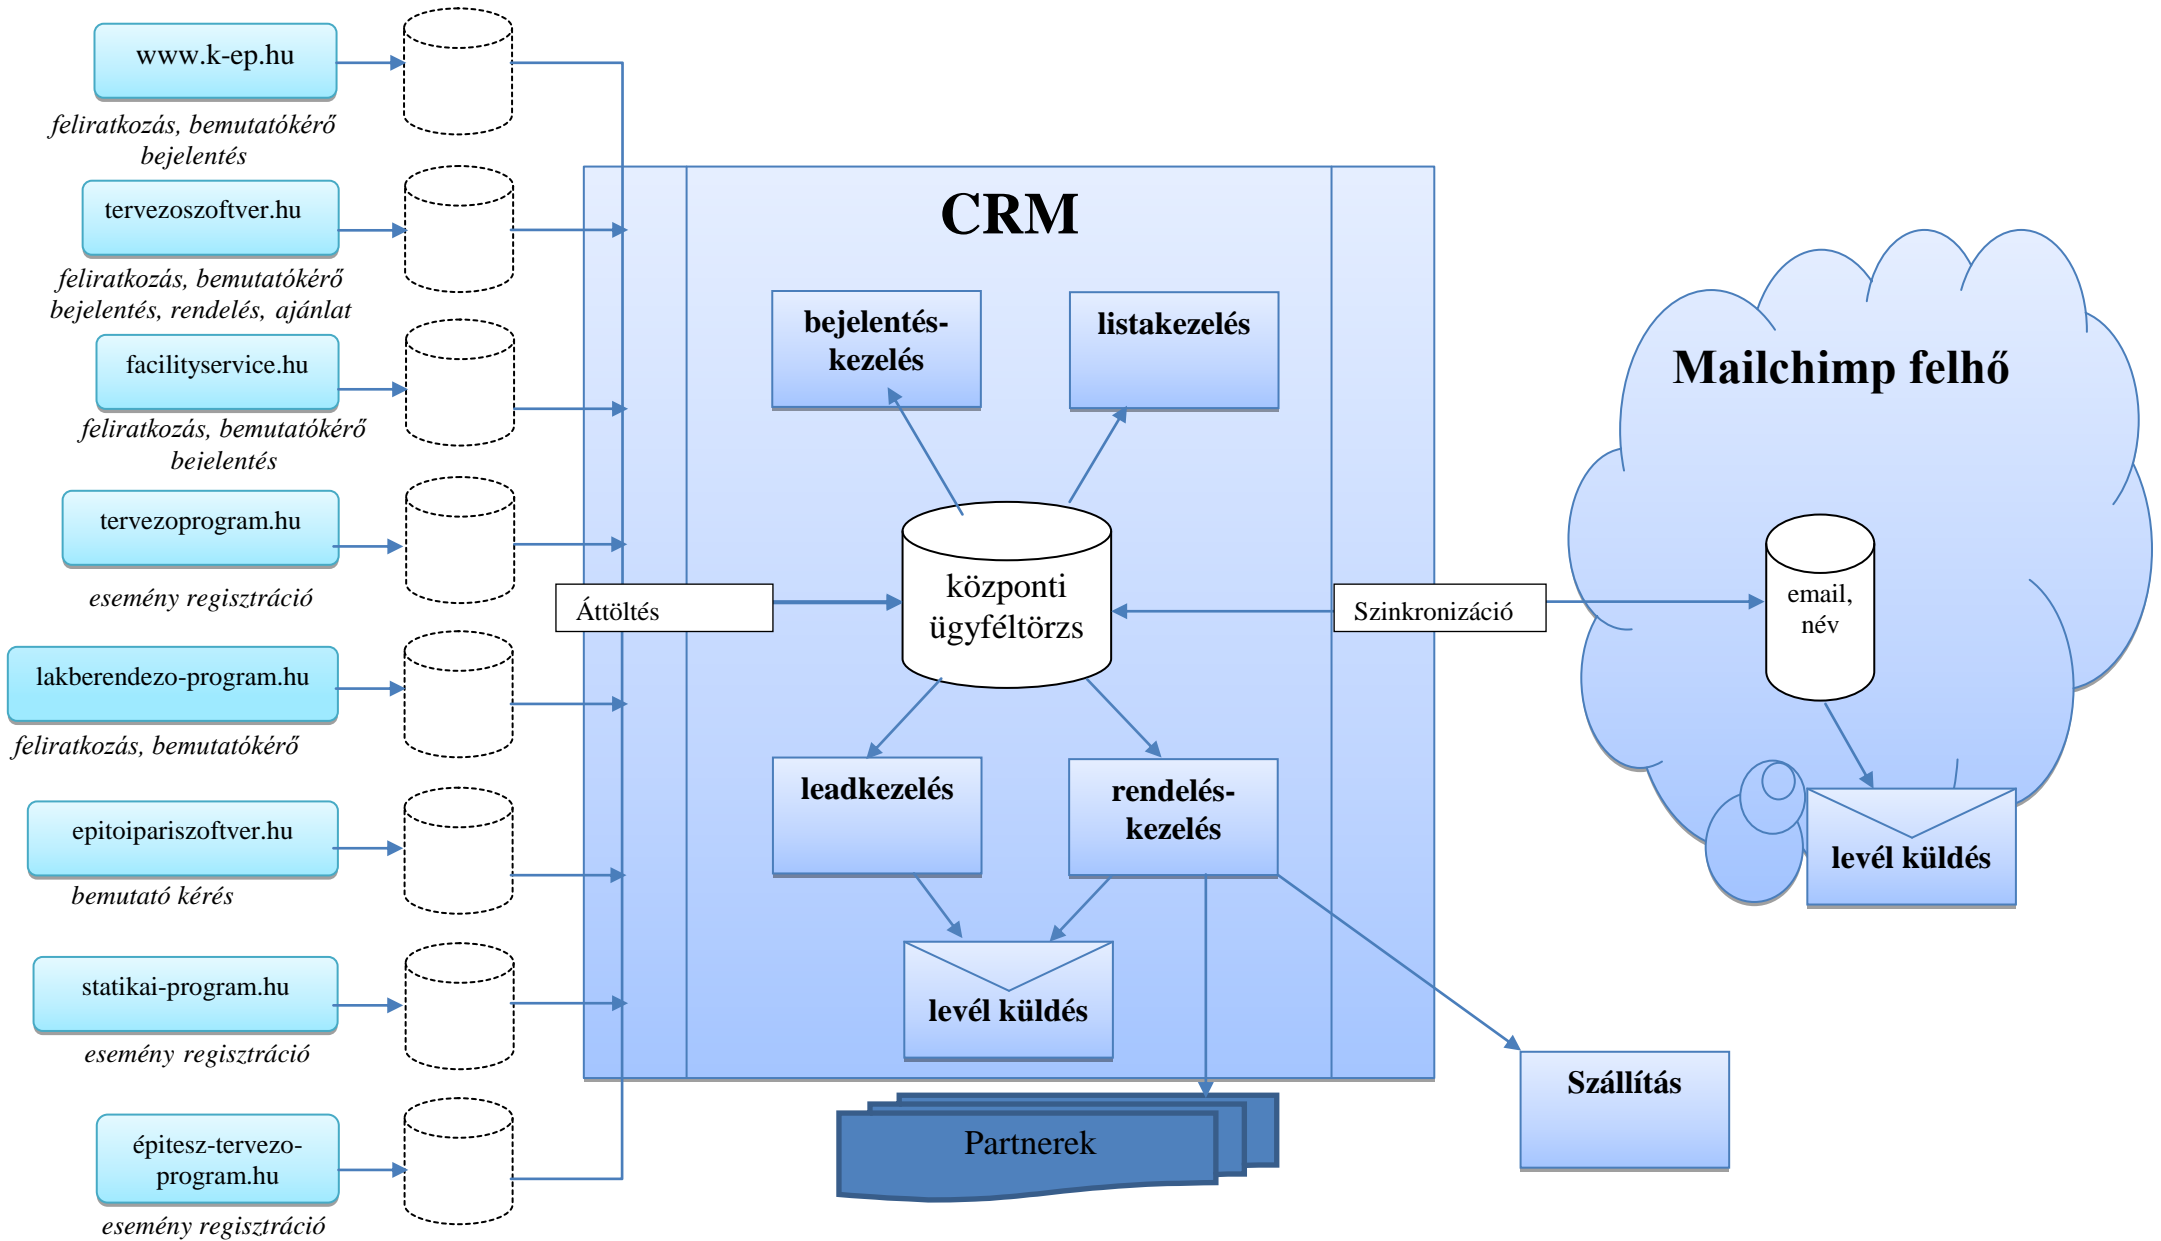 www.k-ep.hu
feliratkozás, bemutatókérő
bejelentés
tervezoszoftver.hu
feliratkozás, bemutatókérő
bejelentés, rendelés, ajánlat
facilityservice.hu
feliratkozás, bemutatókérő
bejelentés
tervezoprogram.hu
esemény regisztráció
lakberendezo-program.hu
feliratkozás, bemutatókérő
epitoipariszoftver.hu
bemutató kérés
statikai-program.hu
esemény regisztráció
épitesz-tervezo-
program.hu
esemény regisztráció
Áttöltés
CRM
bejelentés-
kezelés
listakezelés
központi
ügyféltörzs
leadkezelés
rendelés-
kezelés
levél küldés
Partnerek
Szinkronizáció
Mailchimp felhő
email,
név
levél küldés
Szállítás